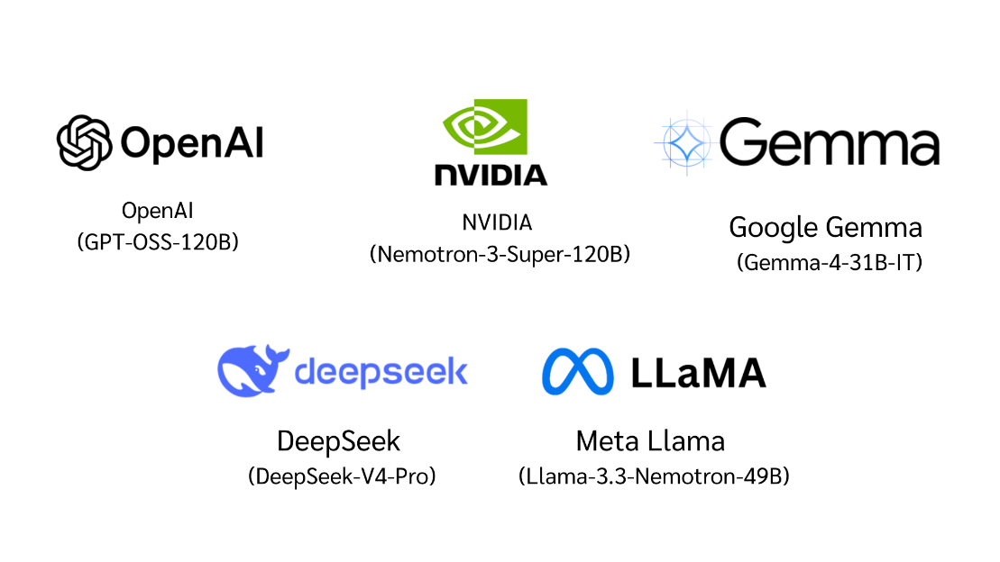 OpenAI
NVIDIA
Gemma
OpenAI
(GPT-OSS-120B)
NVIDIA
(Nemotron-3-Super-120B)
Google Gemma
(Gemma-4-31B-IT)
deepseek
LLaMA
DeepSeek
(DeepSeek-V4-Pro)
Meta Llama
(Llama-3.3-Nemotron-49B)